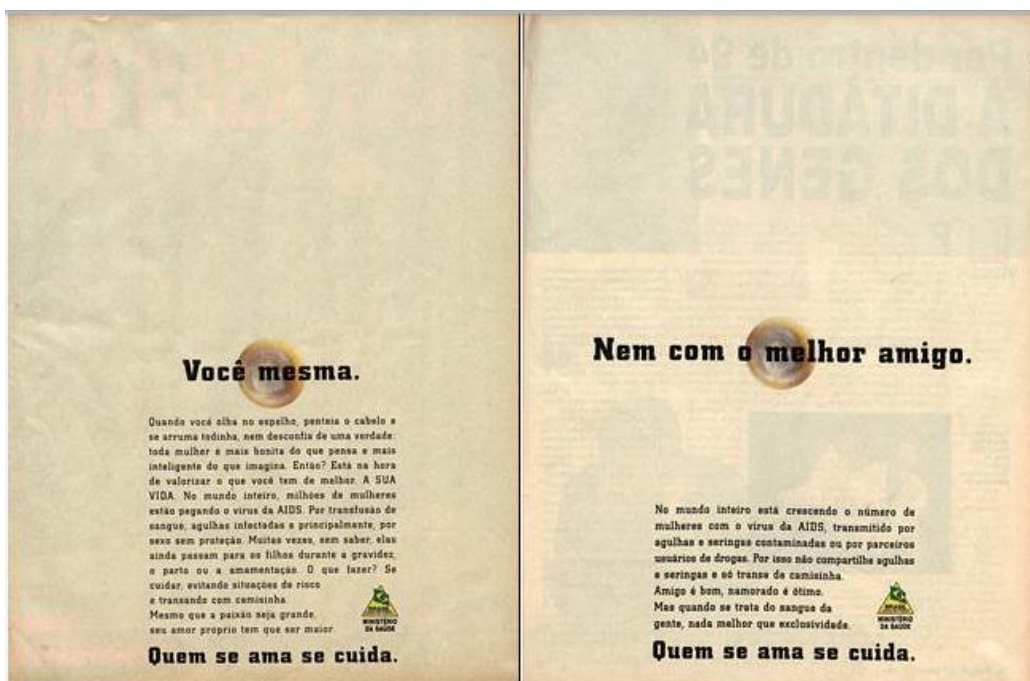 Você mesma.
Quando você olha no espelho, penteia o cabelo e
se arruma todinha, nem desconfia de uma verdade:
toda mulher é mais bonita do que pensa e mais
inteligente do que imagina. Então? Está na hora
de valorizar o que você tem de melhor. A SUA
VIDA. No mundo inteiro, milhões de mulheres
estão pegando o vírus da AIDS. Por transfusão de
sangue, agulhas infectadas e principalmente, por
sexo sem proteção. Muitas vezes, sem saber, elas
ainda passam para os filhos durante a gravidez,
o parto ou a amamentação. O que fazer? Se
cuidar, evitando situações de risco
e transando com camisinha.
Mesmo que a paixão seja grande,
seu amor próprio tem que ser maior.
MINISTÉRIO
DA SAÚDE
Quem se ama se cuida.
Por dentro de 94
A DITADURA
DOS GENES
Nem com o melhor amigo.
No mundo inteiro está crescendo o número de
mulheres com o vírus da AIDS, transmitido por
agulhas e seringas contaminadas ou por parceiros
usuários de drogas. Por isso não compartilhe agulhas
e seringas e só transe de camisinha.
Amigo é bom, namorado é ótimo.
Mas quando se trata do sangue da
gente, nada melhor que exclusividade.
BRASIL
MINISTÉRIO
DA SAÚDE
Quem se ama se cuida.